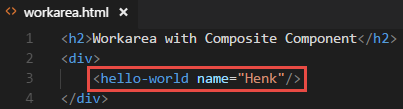 workarea.html ×
1 <h2>Workarea with Composite Component</h2>
2 <div>
3 <hello-world name="Henk"/>
4 </div>